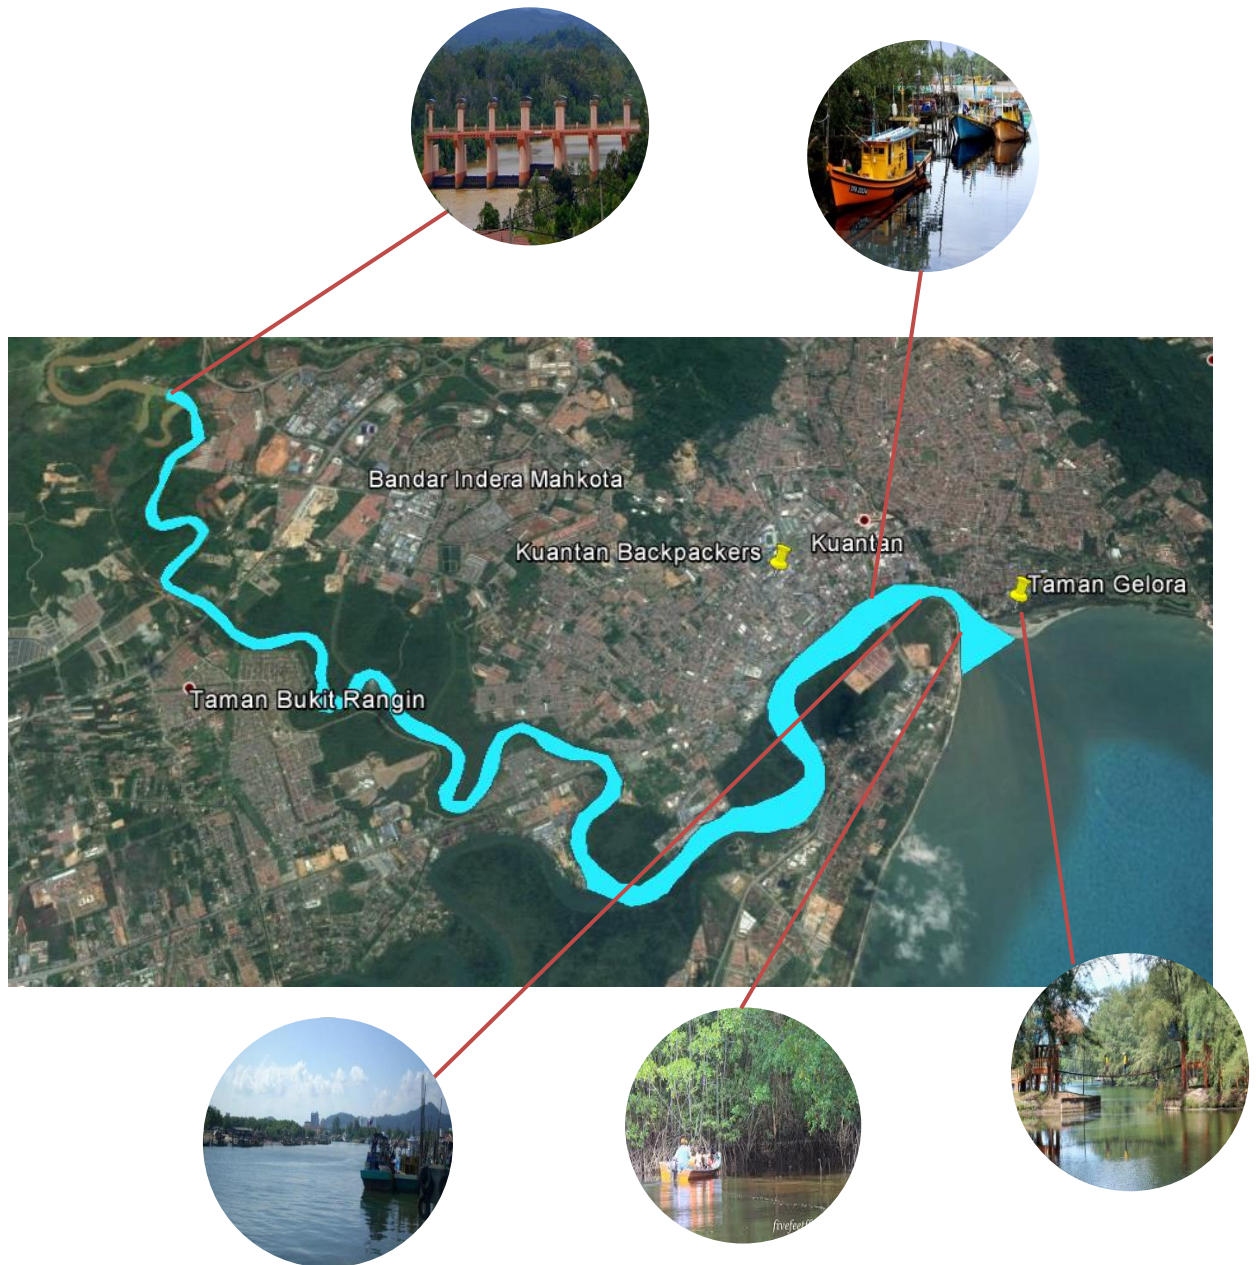 Bandar Indera Mahkota
Kuantan Backpackers
Kuantan
Taman Gelora
Taman Bukit Rangin